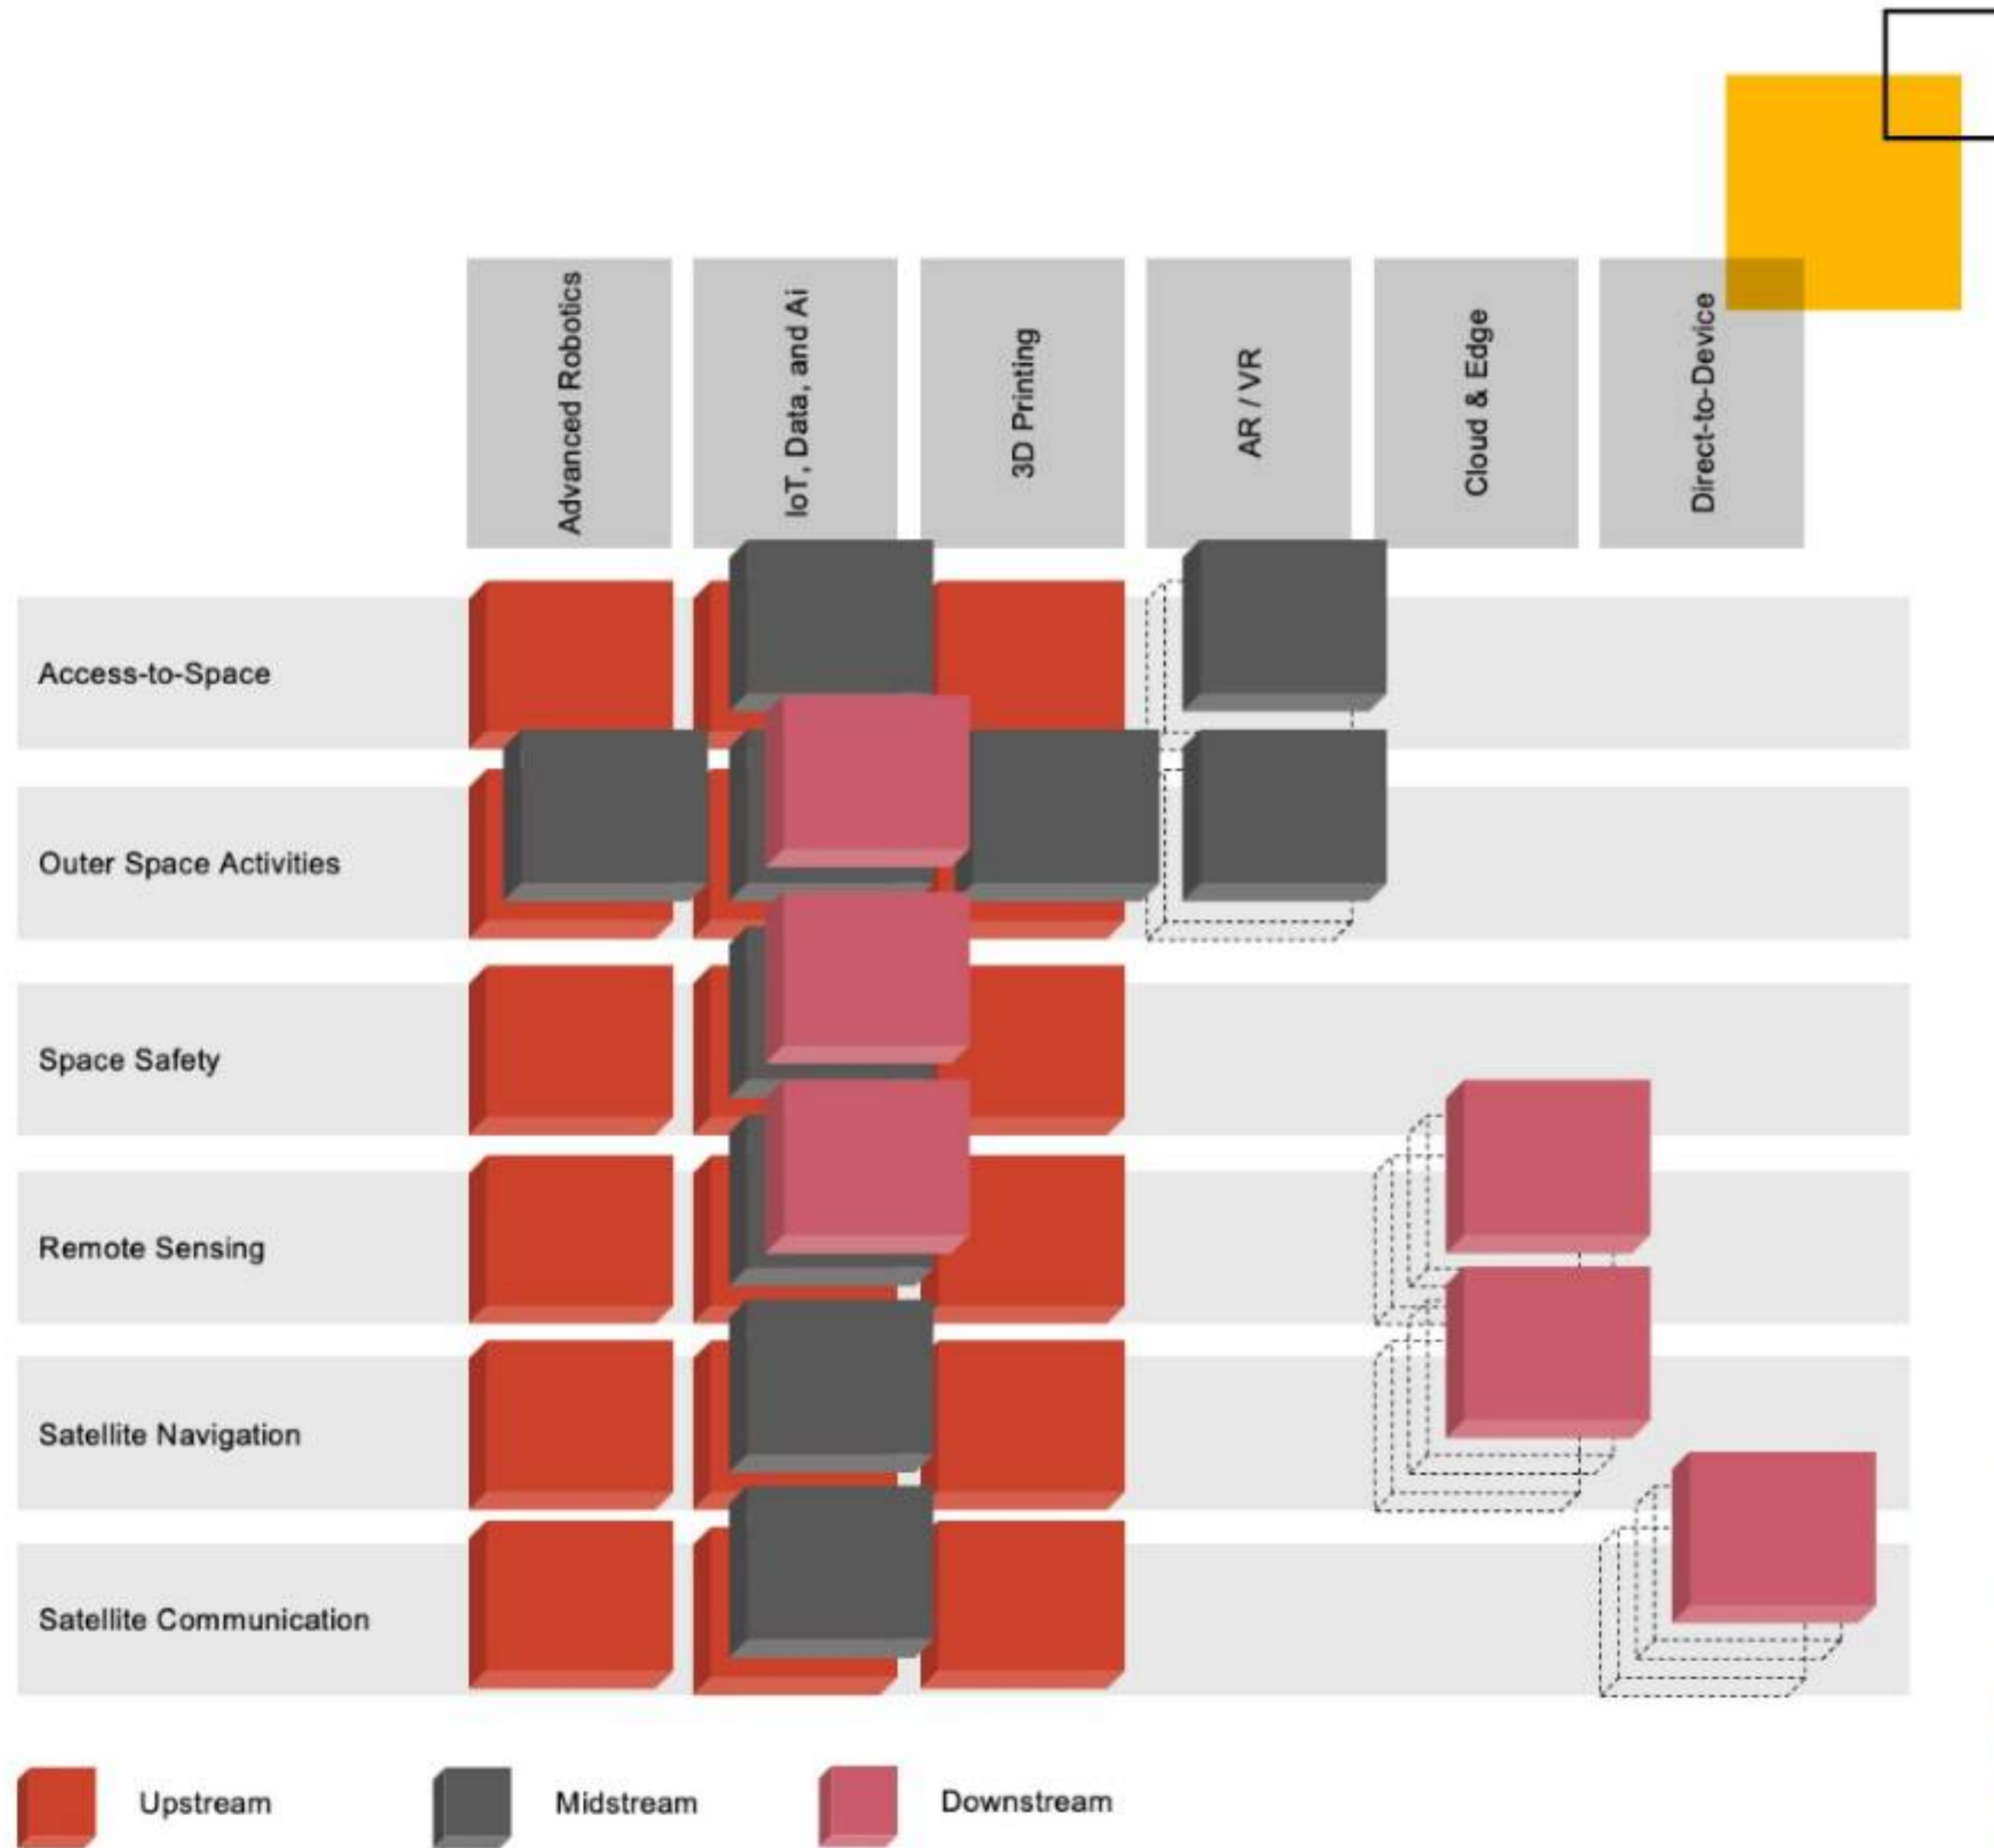 Advanced Robotics
IoT, Data, and Ai
3D Printing
AR / VR
Cloud & Edge
Direct-to-Device
Access-to-Space
Outer Space Activities
Space Safety
Remote Sensing
Satellite Navigation
Satellite Communication
Upstream
Midstream
Downstream